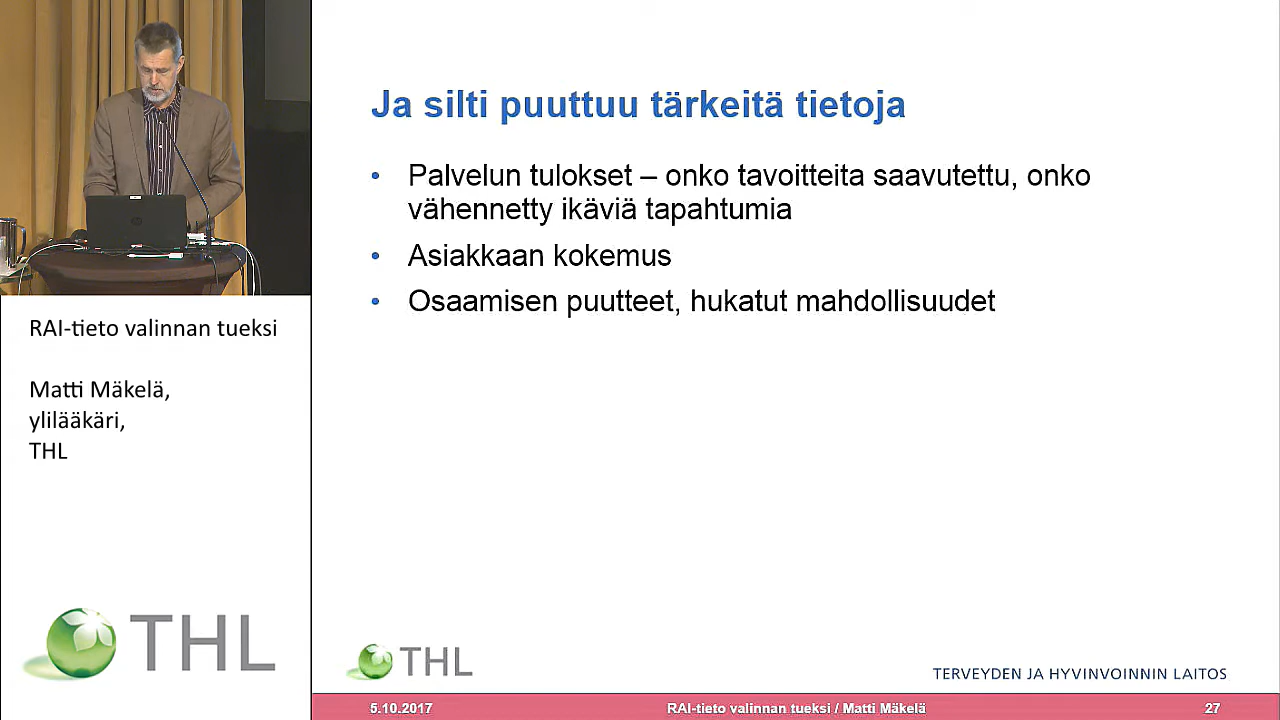 RAI-tieto valinnan tueksi
Matti Mäkelä,
ylilääkäri,
THL
THL
Ja silti puuttuu tärkeitä tietoja
• Palvelun tulokset – onko tavoitteita saavutettu, onko
vähennetty ikäviä tapahtumia
• Asiakkaan kokemus
• Osaamisen puutteet, hukatut mahdollisuudet
THL
TERVEYDEN JA HYVINVOINNIN LAITOS
5.10.2017
RAI-tieto valinnan tueksi / Matti Mäkelä
27